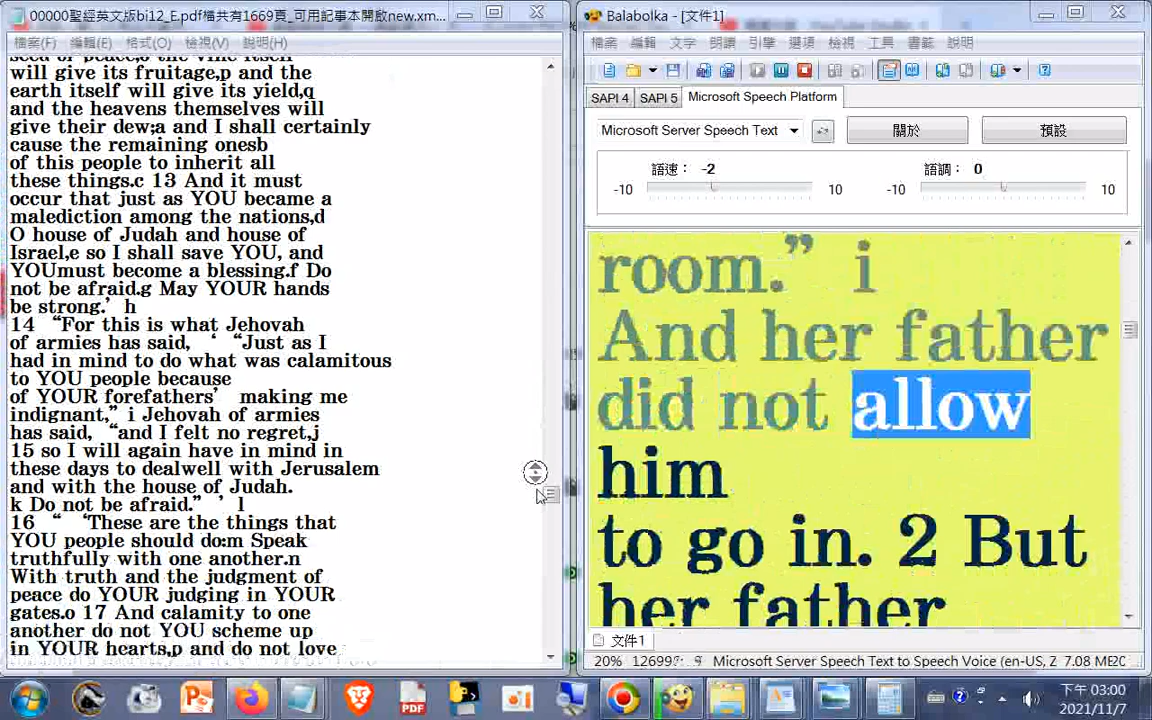 00000聖經英文版bi12_E.pdf檔共有1669頁_可用記事本開啟new.xm...
檔案(F) 編輯(E) 格式(O) 檢視(V) 說明(H)
seed of peace,o the vine itself
will give its fruitage,p and the
earth itself will give its yield,q
and the heavens themselves will
give their dew;a and I shall certainly
cause the remaining onesb
of this people to inherit all
these things.c 13 And it must
occur that just as YOU became a
malediction among the nations,d
O house of Judah and house of
Israel,e so I shall save YOU, and
YOUmust become a blessing.f Do
not be afraid.g May YOUR hands
be strong.’ h
14 “For this is what Jehovah
of armies has said, ‘ “Just as I
had in mind to do what was calamitous
to YOU people because
of YOUR forefathers’ making me
indignant,” i Jehovah of armies
has said, “and I felt no regret,j
15 so I will again have in mind in
these days to dealwell with Jerusalem
and with the house of Judah.
k Do not be afraid.” ’ l
16 “ ‘These are the things that
YOU people should do:m Speak
truthfully with one another.n
With truth and the judgment of
peace do YOUR judging in YOUR
gates.o 17 And calamity to one
another do not YOU scheme up
in YOUR hearts,p and do not love
Balabolka - [文件1]
檔案 編輯 文字 朗讀 引擎 選項 檢視 工具 書籤 說明
SAPI 4 SAPI 5 Microsoft Speech Platform
Microsoft Server Speech Text 關於 預設
語速： -2 語調： 0
-10 10 -10 10
room.” i
And her father
did not allow
him
to go in. 2 But
her father
文件1
20% Microsoft Server Speech Text to Speech Voice (en-US, Z 7.08 ME
PDF
下午 03:00
2021/11/7